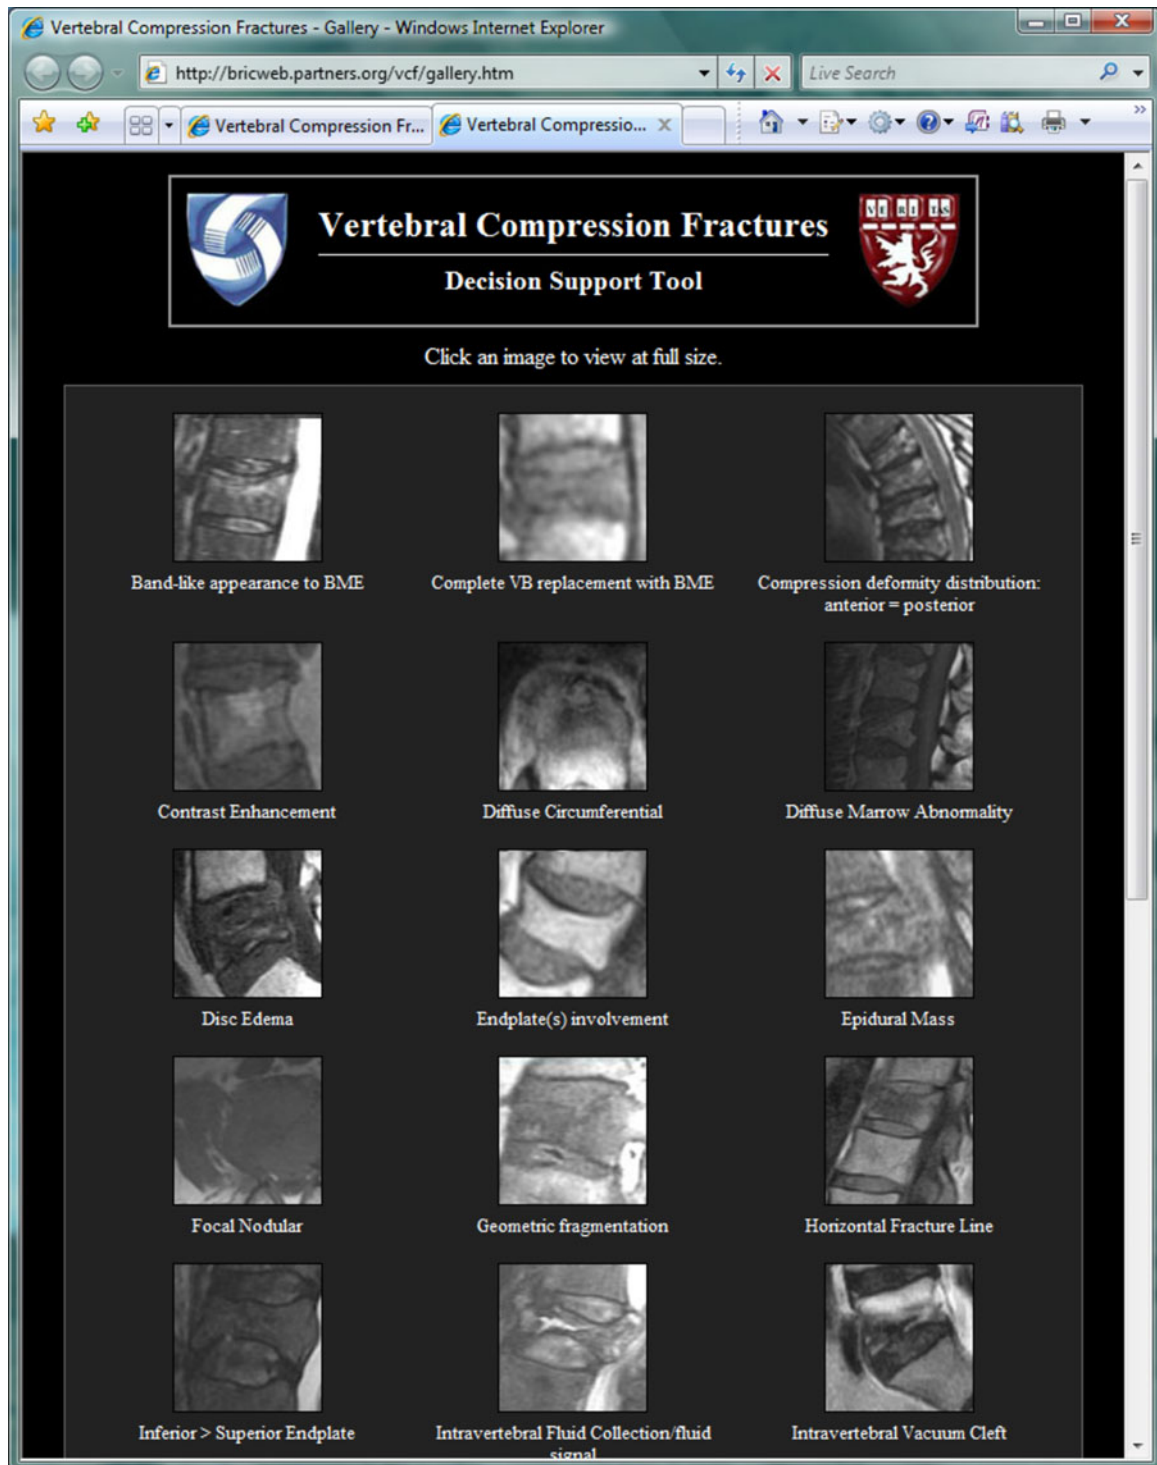 Vertebral Compression Fractures - Gallery - Windows Internet Explorer
http://bricweb.partners.org/vcf/gallery.htm
Live Search
Vertebral Compression Fr...
Vertebral Compressio...
VE RI TAS
Vertebral Compression Fractures
Decision Support Tool
Click an image to view at full size.
Band-like appearance to BME
Complete VB replacement with BME
Compression deformity distribution:
anterior = posterior
Contrast Enhancement
Diffuse Circumferential
Diffuse Marrow Abnormality
Disc Edema
Endplate(s) involvement
Epidural Mass
Focal Nodular
Geometric fragmentation
Horizontal Fracture Line
Inferior > Superior Endplate
Intravertebral Fluid Collection/fluid
signal
Intravertebral Vacuum Cleft